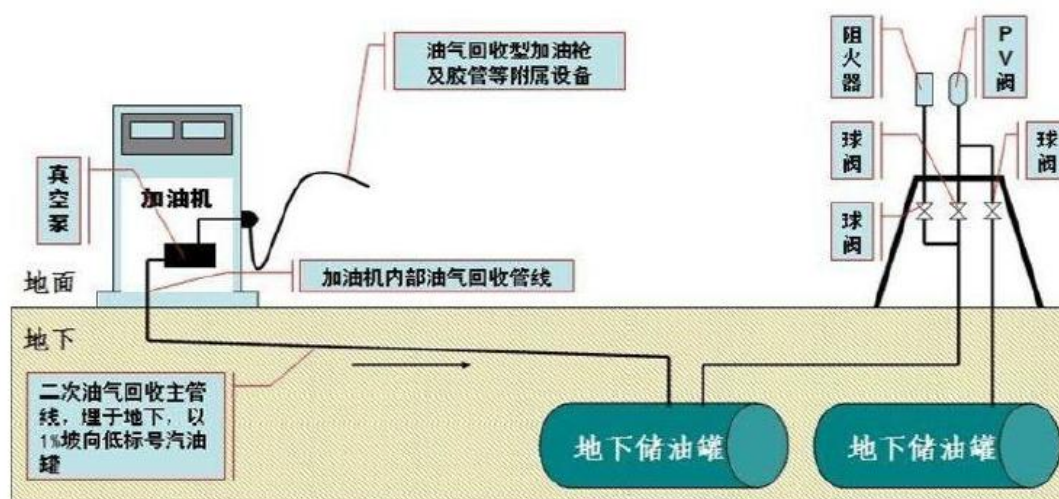 油气回收型加油枪
及胶管等附属设备
阻火器
PV阀
真空泵
加油机
球阀
球阀
球阀
加油机内部油气回收管线
地面
地下
二次油气回收主管
线，埋于地下，以
1%坡向低标号汽油
罐
地下储油罐
地下储油罐